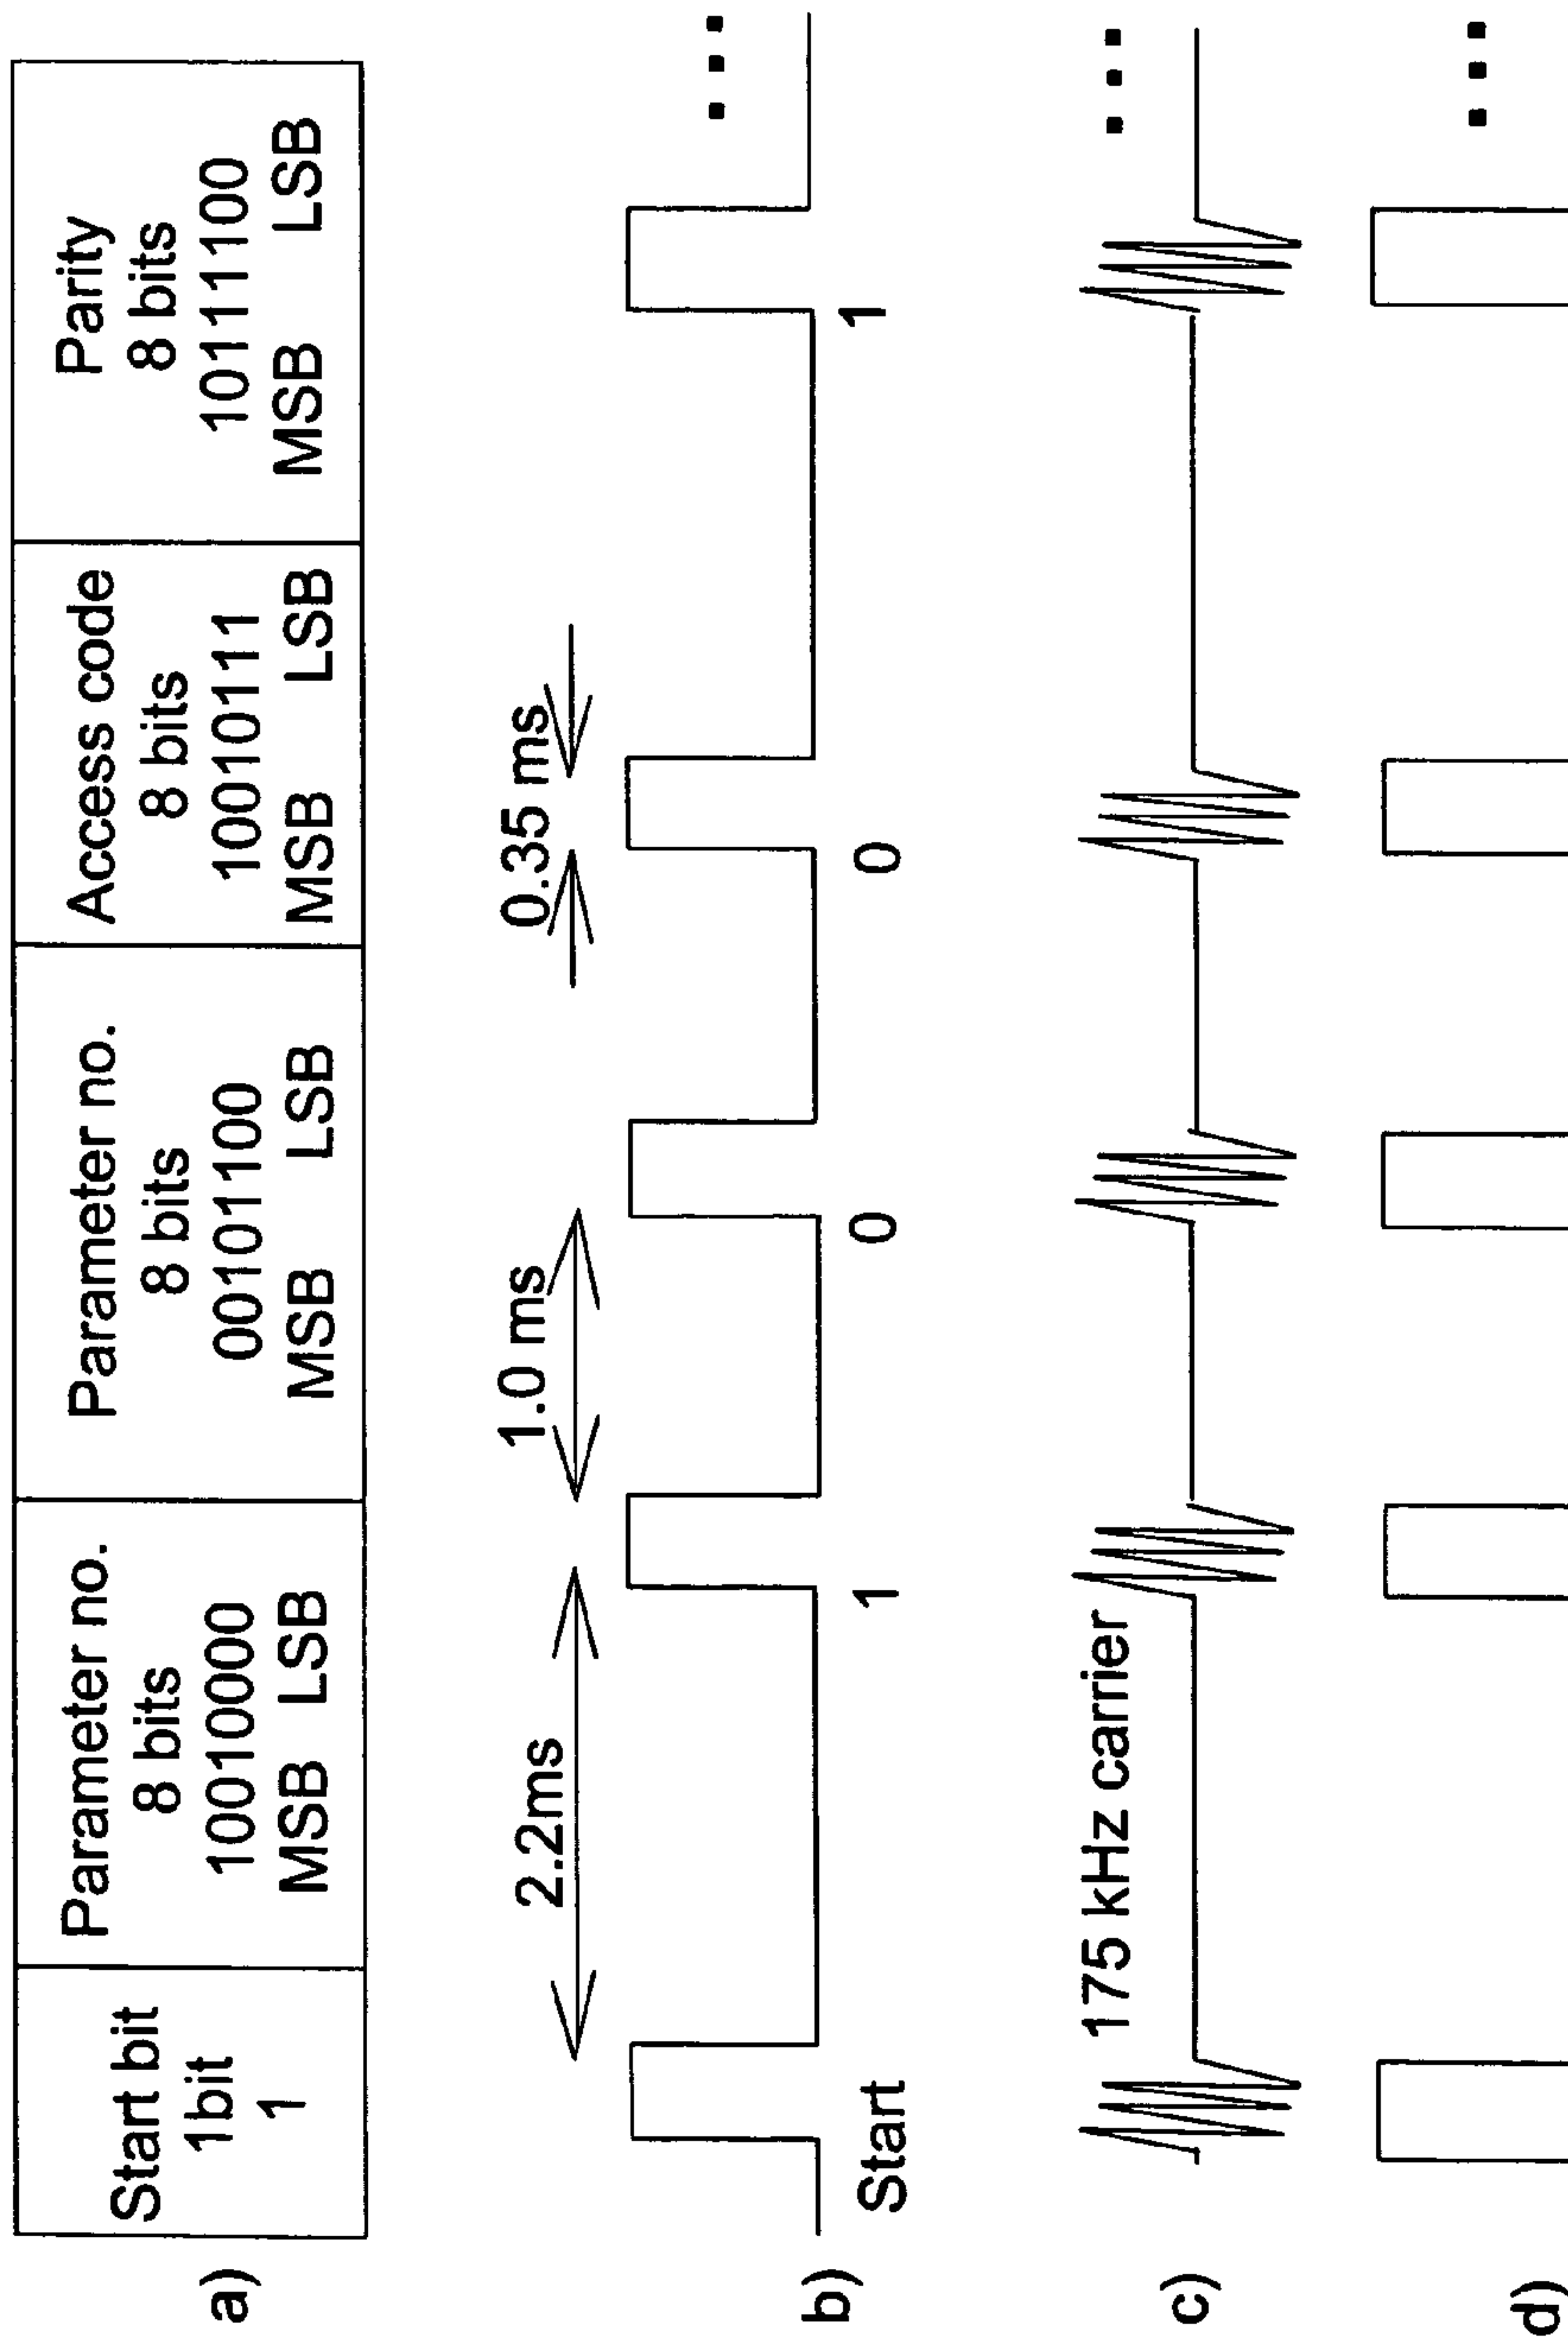 a)
Start bit
1bit
1
Parameter no.
8 bits
10010000
MSB LSB
Parameter no.
8 bits
00101100
MSB LSB
Access code
8 bits
10010111
MSB LSB
Parity
8 bits
10111100
MSB LSB
b)
2.2ms
1.0 ms
0.35 ms
Start
1
0
0
1
c)
175 kHz carrier
d)